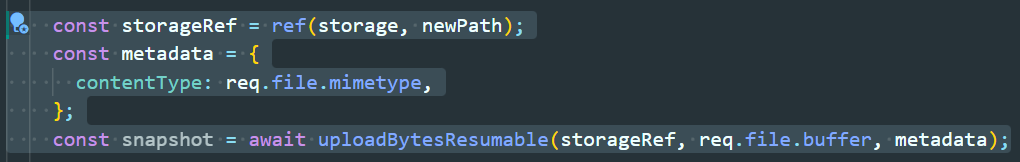 const storageRef = ref(storage, newPath);
const metadata = {
contentType: req.file.mimetype,
};
const snapshot = await uploadBytesResumable(storageRef, req.file.buffer, metadata);